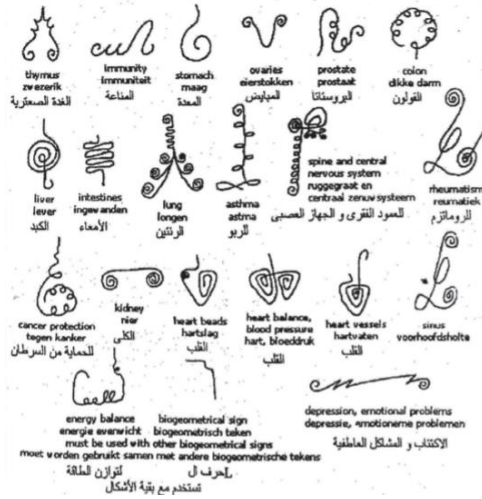 thymus
zwezerik
الغدة الصعترية
immunity
immuniteit
المناعة
stomach
maag
المعدة
ovaries
eierstokken
المبايض
prostate
prostaat
البروستاتا
colon
dikke darm
القولون
liver
lever
الكبد
intestines
ingewanden
الأمعاء
lung
longen
الرئتين
asthma
astma
للربو
spine and central
nervous system
ruggegraat en
centraal zenuwsysteem
للعمود الفقرى و الجهاز العصبى
rheumatism
reumatiek
للروماتزم
cancer protection
tegen kanker
للحماية من السرطان
kidney
nier
الكلى
heart beads
hartslag
القلب
heart balance,
blood pressure
hart, bloeddruk
القلب
heart vessels
hartvaten
القلب
sinus
voorhoofdsholte
energy balance
energie evenwicht
لتوازن الطاقة
biogeometrical sign
biogeometrisch teken
must be used with other biogeometrical signs
moet worden gebruikt samen met andere biogeometrische tekens
حرف ال L
تستخدم مع بقية الأشكال
depression, emotional problems
depressie, emotionele problemen
الاكتئاب و المشاكل العاطفية